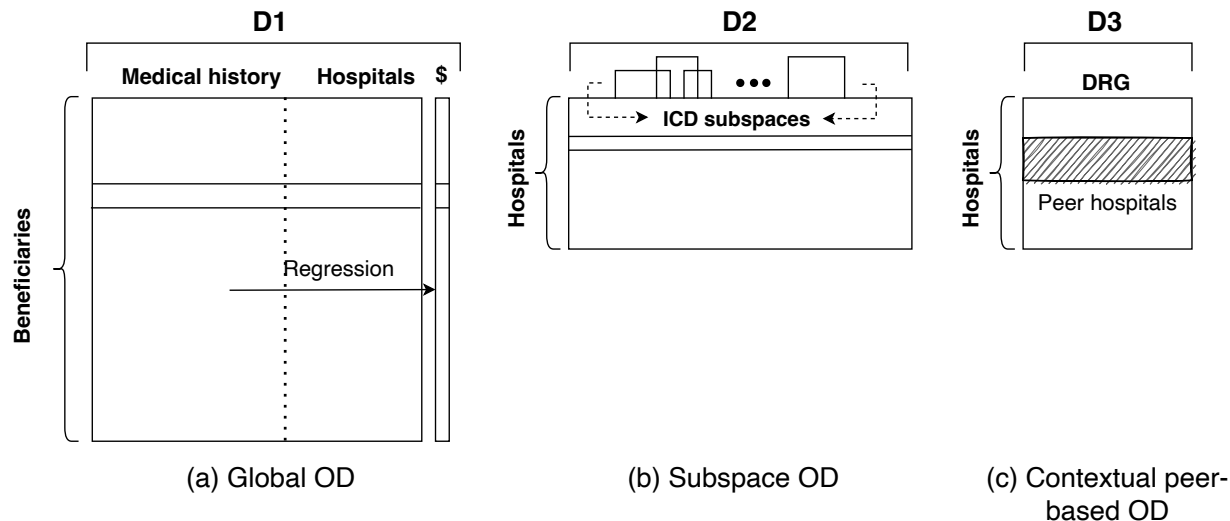 D1
Medical history
Hospitals
$
Beneficiaries
Regression
(a) Global OD
D2
ICD subspaces
Hospitals
(b) Subspace OD
D3
DRG
Hospitals
Peer hospitals
(c) Contextual peer-
based OD